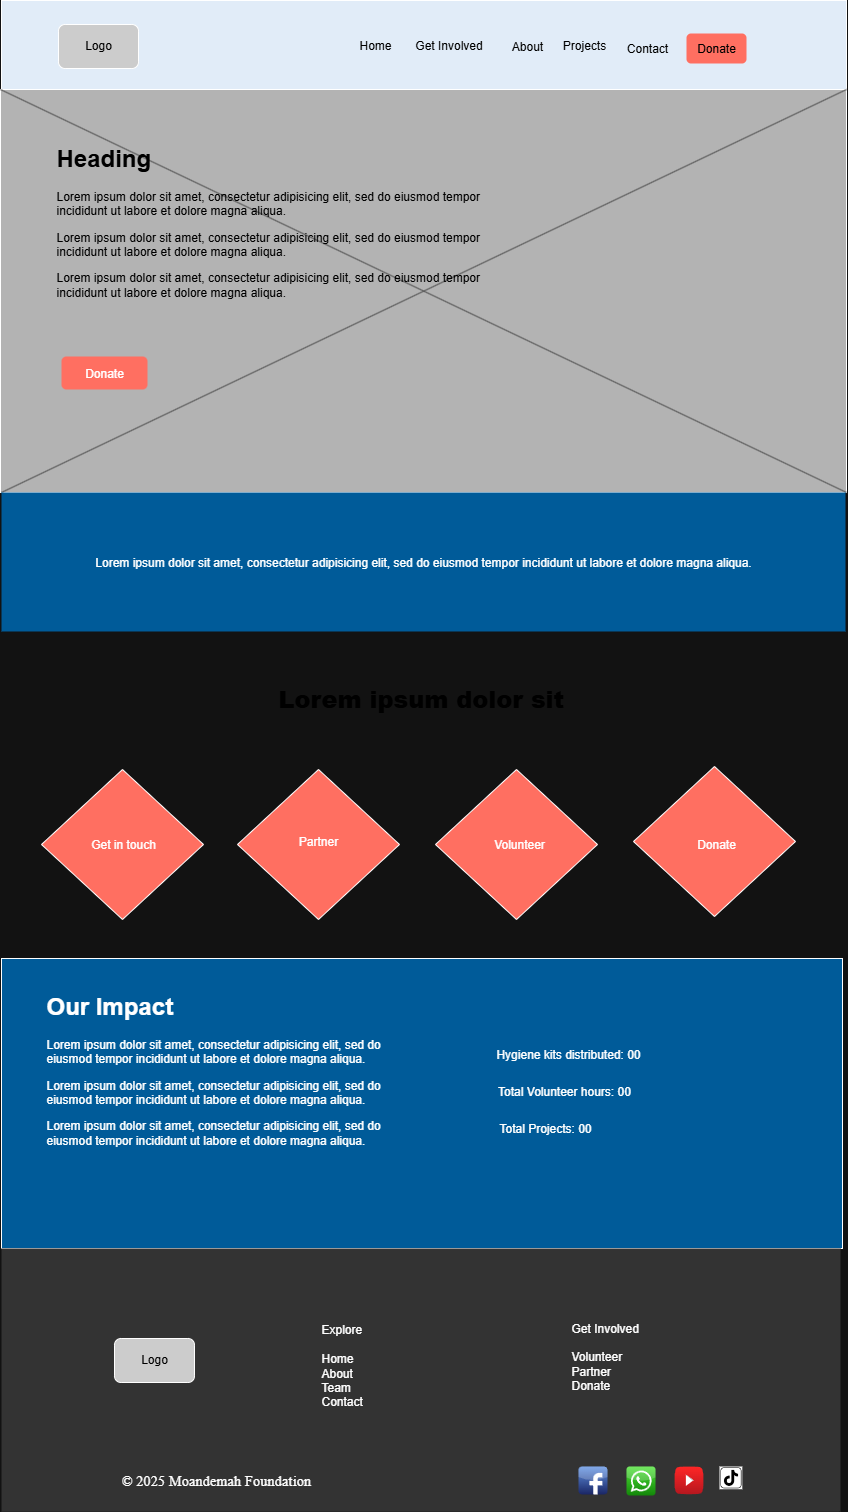 Logo
Home
Get Involved
About
Projects
Contact
Donate
Heading
Lorem ipsum dolor sit amet, consectetur adipisicing elit, sed do eiusmod tempor
incididunt ut labore et dolore magna aliqua.
Lorem ipsum dolor sit amet, consectetur adipisicing elit, sed do eiusmod tempor
incididunt ut labore et dolore magna aliqua.
Lorem ipsum dolor sit amet, consectetur adipisicing elit, sed do eiusmod tempor
incididunt ut labore et dolore magna aliqua.
Donate
Lorem ipsum dolor sit amet, consectetur adipisicing elit, sed do eiusmod tempor incididunt ut labore et dolore magna aliqua.
Lorem ipsum dolor sit
Get in touch
Partner
Volunteer
Donate
Our Impact
Lorem ipsum dolor sit amet, consectetur adipisicing elit, sed do
eiusmod tempor incididunt ut labore et dolore magna aliqua.
Lorem ipsum dolor sit amet, consectetur adipisicing elit, sed do
eiusmod tempor incididunt ut labore et dolore magna aliqua.
Lorem ipsum dolor sit amet, consectetur adipisicing elit, sed do
eiusmod tempor incididunt ut labore et dolore magna aliqua.
Hygiene kits distributed: 00
Total Volunteer hours: 00
Total Projects: 00
Logo
Explore
Home
About
Team
Contact
Get Involved
Volunteer
Partner
Donate
© 2025 Moandemah Foundation